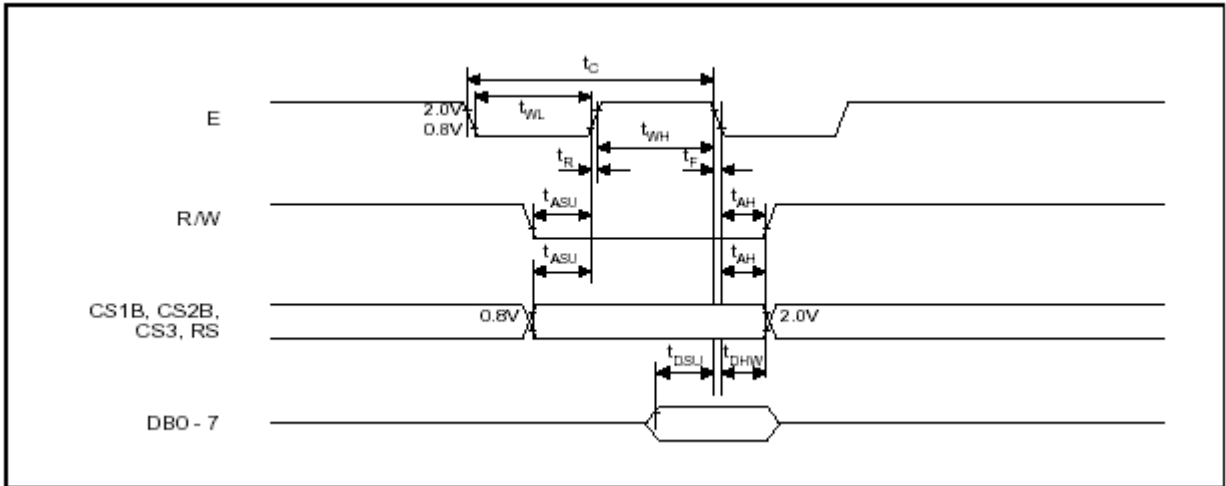 tC
E
2.0V
0.8V
tWL
tWH
tR
tF
R/W
tASU
tAH
tASU
tAH
CS1B, CS2B,
CS3, RS
0.8V
2.0V
tDSU
tDHW
DB0 - 7